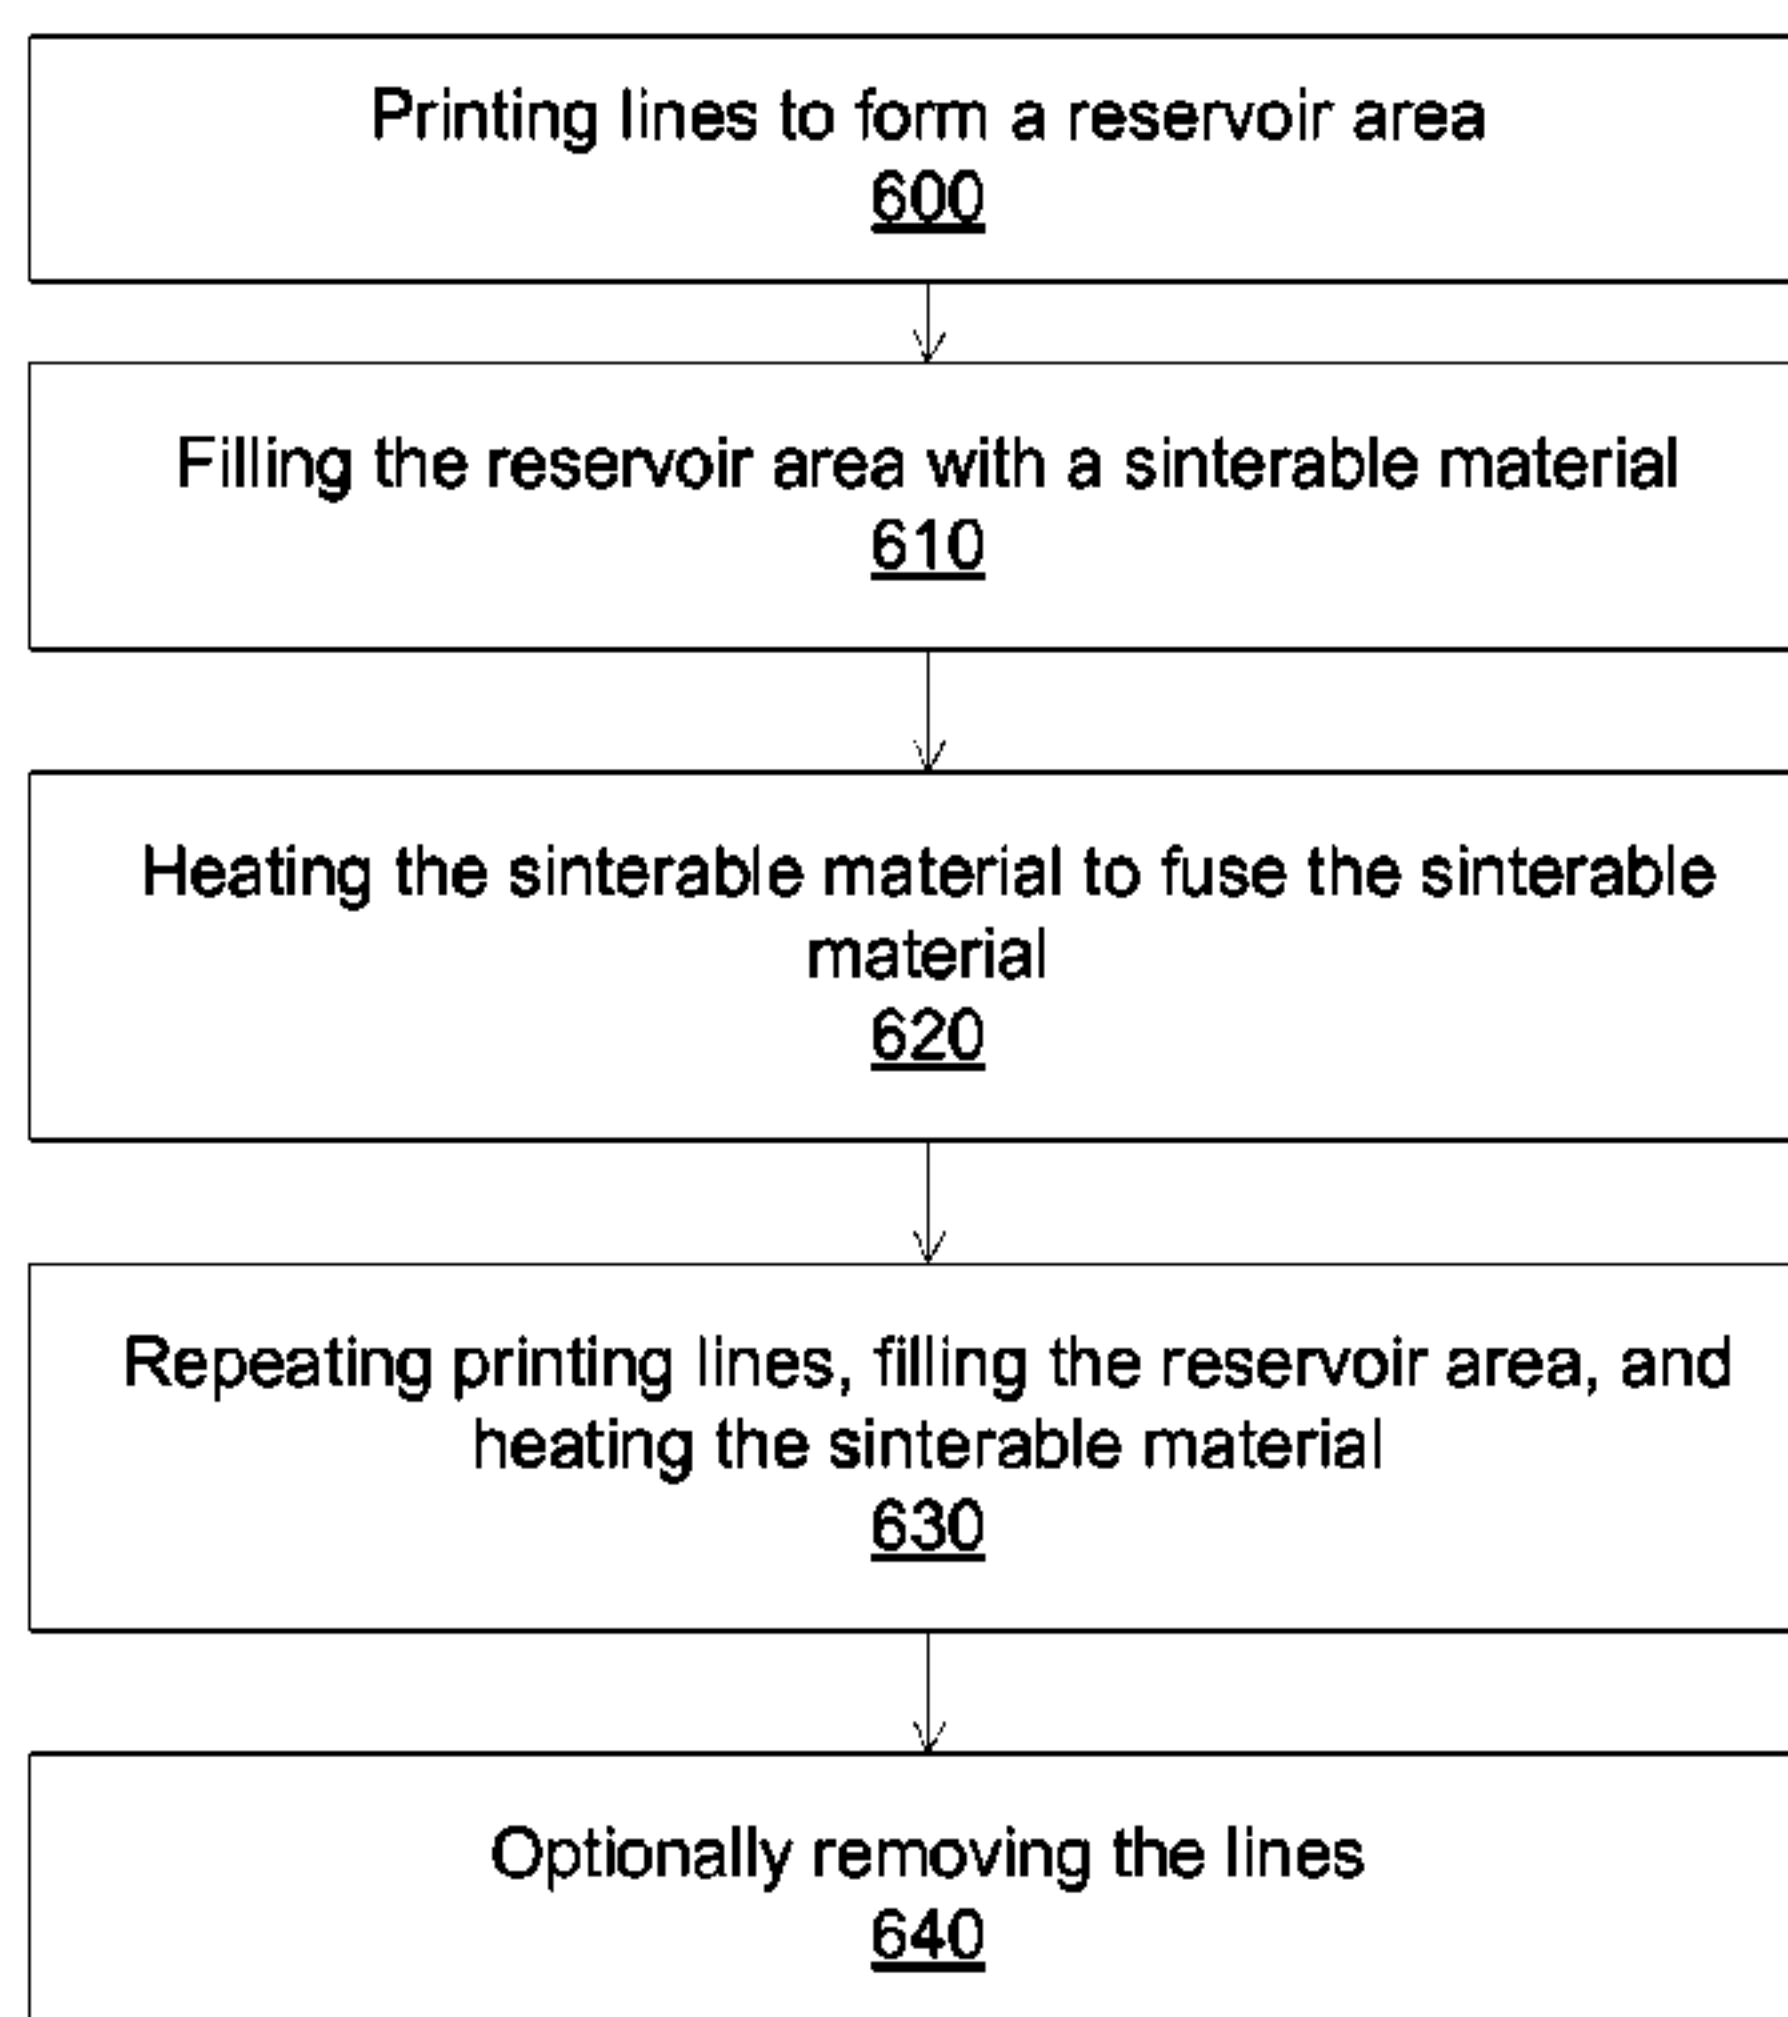 Printing lines to form a reservoir area
600
Filling the reservoir area with a sinterable material
610
Heating the sinterable material to fuse the sinterable
material
620
Repeating printing lines, filling the reservoir area, and
heating the sinterable material
630
Optionally removing the lines
640